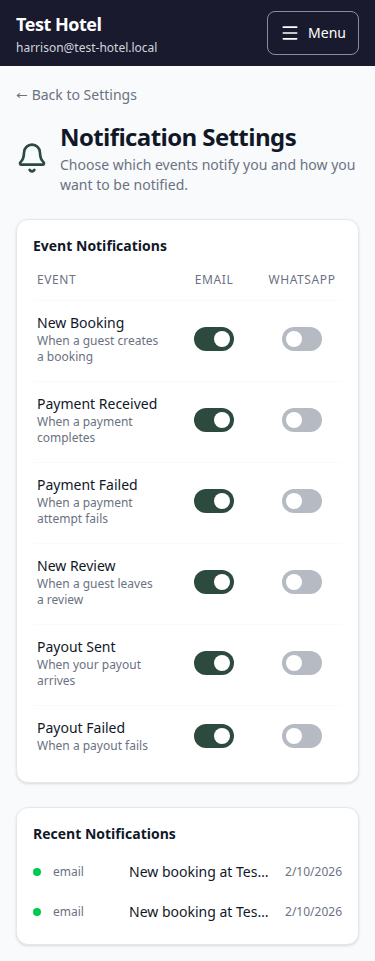 Test Hotel
harrison@test-hotel.local
Menu
← Back to Settings
Notification Settings
Choose which events notify you and how you
want to be notified.
Event Notifications
EVENT EMAIL WHATSAPP
New Booking
When a guest creates
a booking
Payment Received
When a payment
completes
Payment Failed
When a payment
attempt fails
New Review
When a guest leaves
a review
Payout Sent
When your payout
arrives
Payout Failed
When a payout fails
Recent Notifications
email New booking at Tes... 2/10/2026
email New booking at Tes... 2/10/2026